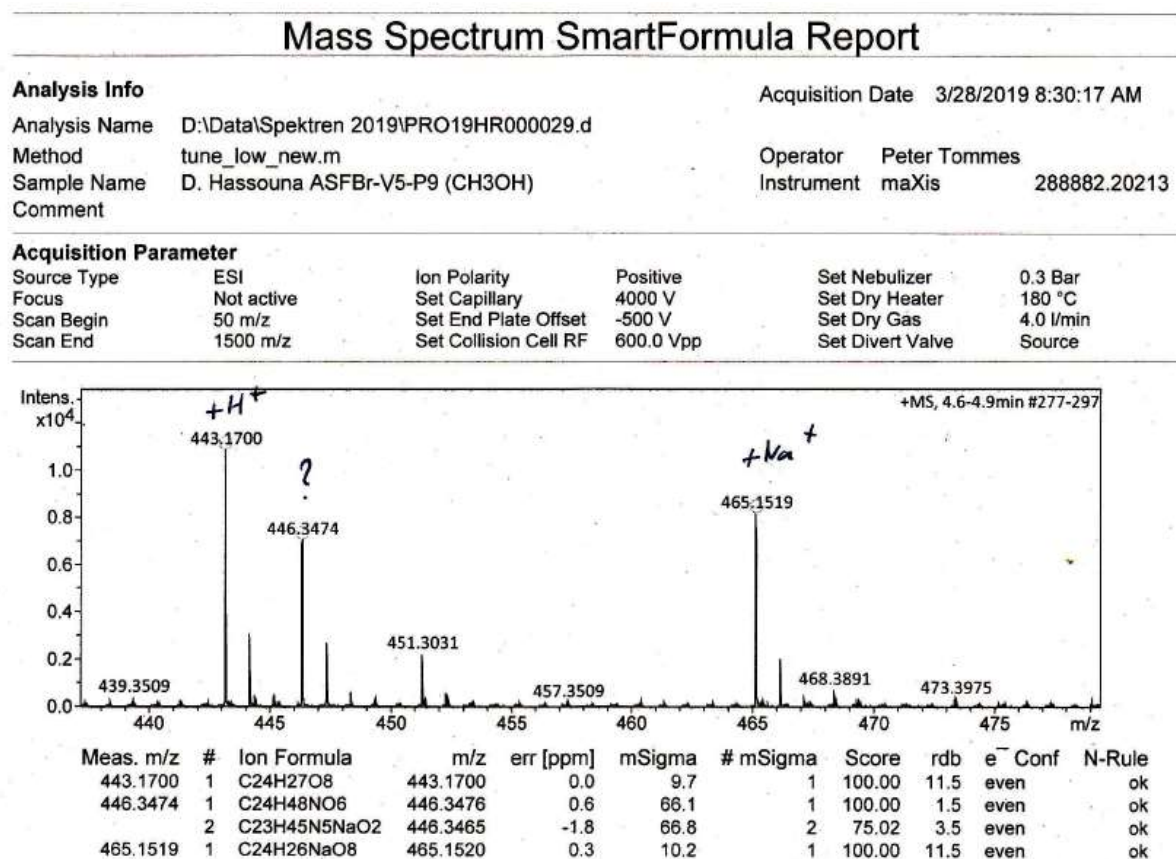 Mass Spectrum SmartFormula Report
Analysis Info
Acquisition Date 3/28/2019 8:30:17 AM
Analysis Name D:\Data\Spektren 2019\PRO19HR000029.d
Method tune_low_new.m Operator Peter Tommes
Sample Name D. Hassouna ASFBr-V5-P9 (CH3OH) Instrument maXis 288882.20213
Comment
Acquisition Parameter
Source Type ESI Ion Polarity Positive Set Nebulizer 0.3 Bar
Focus Not active Set Capillary 4000 V Set Dry Heater 180 °C
Scan Begin 50 m/z Set End Plate Offset -500 V Set Dry Gas 4.0 l/min
Scan End 1500 m/z Set Collision Cell RF 600.0 Vpp Set Divert Valve Source
Intens.
x10⁴
+MS, 4.6-4.9min #277-297
+H⁺
443.1700
?
446.3474
+Na⁺
465.1519
1.0
0.8
0.6
0.4
0.2
0.0
439.3509
451.3031
457.3509
468.3891
473.3975
440 445 450 455 460 465 470 475 m/z
Meas. m/z # Ion Formula m/z err [ppm] mSigma # mSigma Score rdb e⁻ Conf N-Rule
443.1700 1 C24H27O8 443.1700 0.0 9.7 1 100.00 11.5 even ok
446.3474 1 C24H48NO6 446.3476 0.6 66.1 1 100.00 1.5 even ok
2 C23H45N5NaO2 446.3465 -1.8 66.8 2 75.02 3.5 even ok
465.1519 1 C24H26NaO8 465.1520 0.3 10.2 1 100.00 11.5 even ok